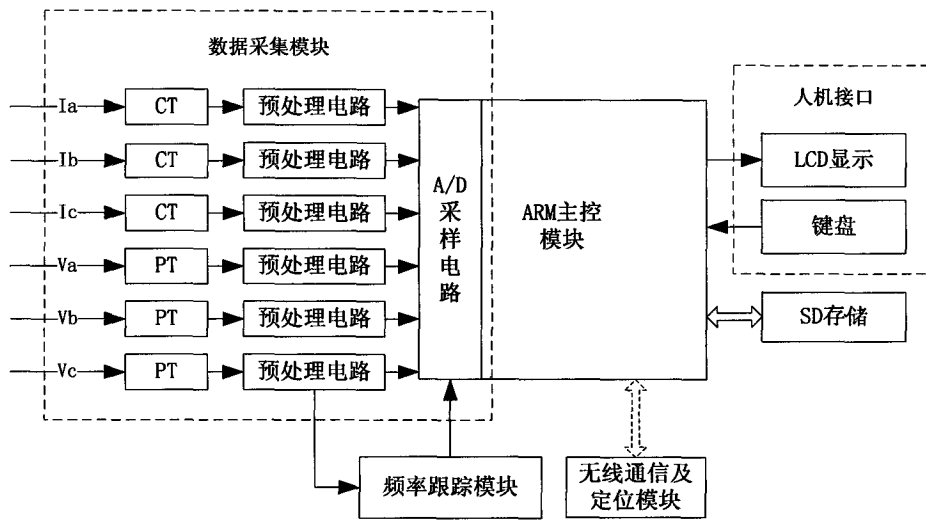 数据采集模块
Ia
CT
预处理电路
Ib
CT
预处理电路
Ic
CT
预处理电路
Va
PT
预处理电路
Vb
PT
预处理电路
Vc
PT
预处理电路
A/D
采
样
电
路
ARM主控
模块
人机接口
LCD显示
键盘
SD存储
频率跟踪模块
无线通信及
定位模块